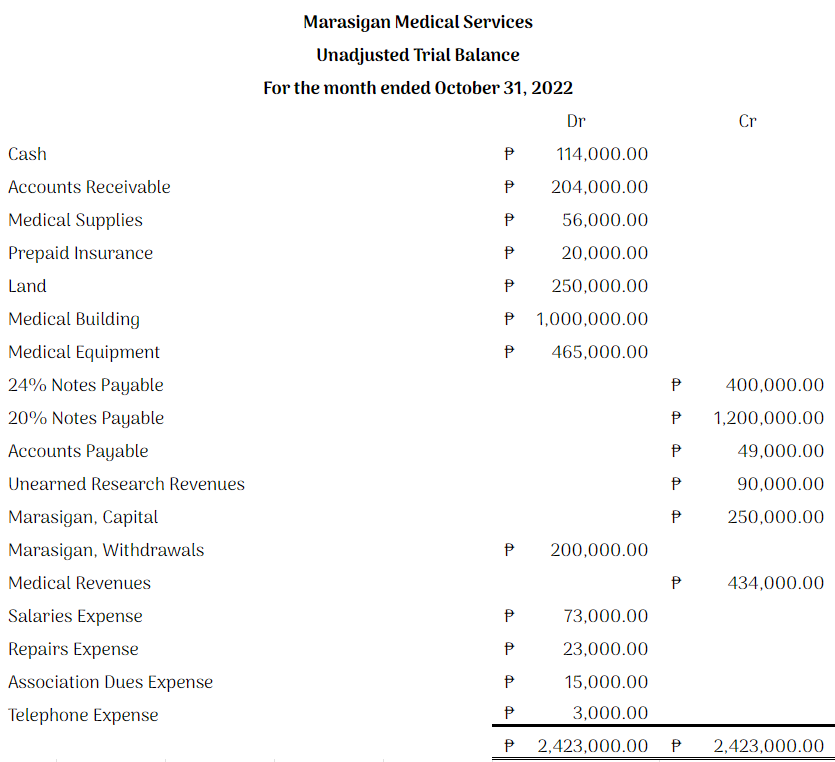 Marasigan Medical Services
Unadjusted Trial Balance
For the month ended October 31, 2022
Dr Cr
Cash ₱ 114,000.00
Accounts Receivable ₱ 204,000.00
Medical Supplies ₱ 56,000.00
Prepaid Insurance ₱ 20,000.00
Land ₱ 250,000.00
Medical Building ₱ 1,000,000.00
Medical Equipment ₱ 465,000.00
24% Notes Payable ₱ 400,000.00
20% Notes Payable ₱ 1,200,000.00
Accounts Payable ₱ 49,000.00
Unearned Research Revenues ₱ 90,000.00
Marasigan, Capital ₱ 250,000.00
Marasigan, Withdrawals ₱ 200,000.00
Medical Revenues ₱ 434,000.00
Salaries Expense ₱ 73,000.00
Repairs Expense ₱ 23,000.00
Association Dues Expense ₱ 15,000.00
Telephone Expense ₱ 3,000.00
₱ 2,423,000.00 ₱ 2,423,000.00